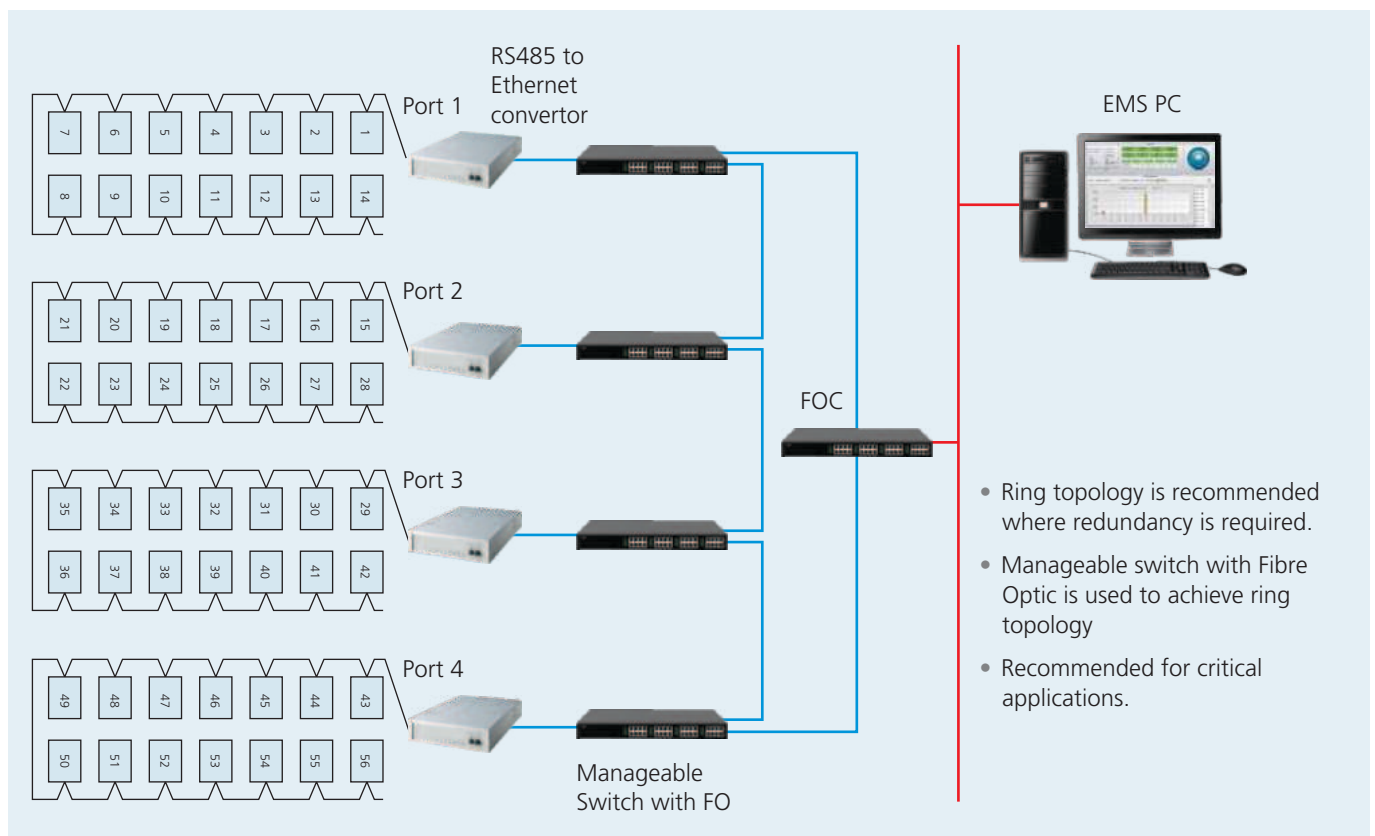 RS485 to
Ethernet
convertor
Port 1
7 6 5 4 3 2 1
8 9 10 11 12 13 14
Port 2
21 20 19 18 17 16 15
22 23 24 25 26 27 28
Port 3
35 34 33 32 31 30 29
36 37 38 39 40 41 42
Port 4
49 48 47 46 45 44 43
50 51 52 53 54 55 56
Manageable
Switch with FO
FOC
EMS PC
• Ring topology is recommended
where redundancy is required.
• Manageable switch with Fibre
Optic is used to achieve ring
topology
• Recommended for critical
applications.